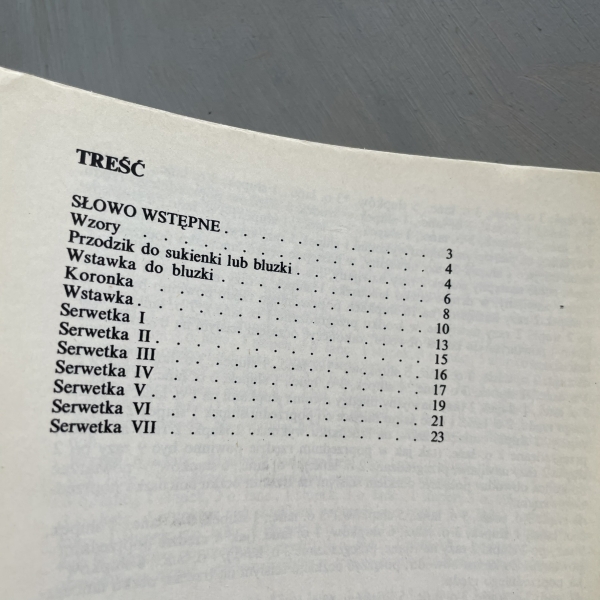 TREŚĆ
SŁOWO WSTĘPNE . . . . . . . . . . . 3
Wzory . . . . . . . . . . . . . . . . 4
Przodzik do sukienki lub bluzki . . . . . . . 4
Wstawka do bluzki . . . . . . . . . . . 6
Koronka . . . . . . . . . . . . . . . 8
Wstawka . . . . . . . . . . . . . . . 10
Serwetka I . . . . . . . . . . . . . . 13
Serwetka II . . . . . . . . . . . . . . 15
Serwetka III . . . . . . . . . . . . . . 16
Serwetka IV . . . . . . . . . . . . . . 17
Serwetka V . . . . . . . . . . . . . . 19
Serwetka VI . . . . . . . . . . . . . . 21
Serwetka VII . . . . . . . . . . . . . . 23